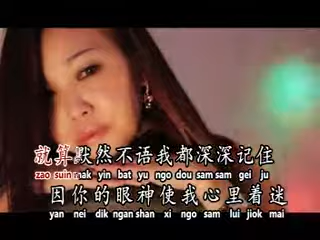 就算默然不语我都深深记住
zao suin mak yin bat yu ngo dou sam sam gei ju
因你的眼神使我心里着迷
yan nei dik ngan shan xi ngo sam lui jiok mai